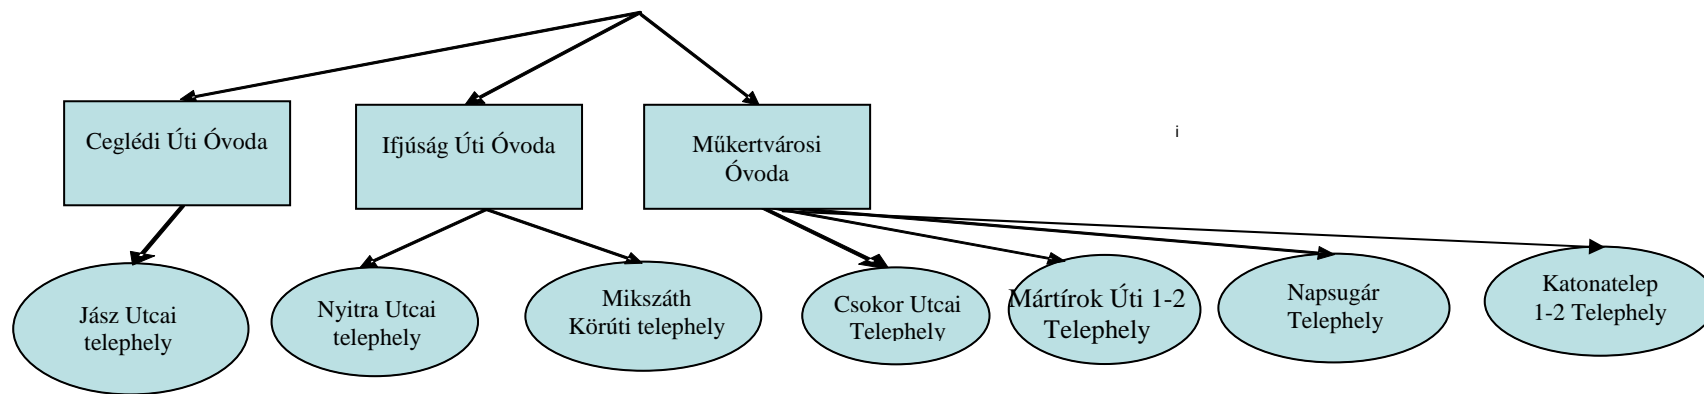 Ceglédi Úti Óvoda
Ifjúság Úti Óvoda
Műkertvárosi
Óvoda
i
Jász Utcai
telephely
Nyitra Utcai
telephely
Mikszáth
Körúti telephely
Csokor Utcai
Telephely
Mártírok Úti 1-2
Telephely
Napsugár
Telephely
Katonatelep
1-2 Telephely